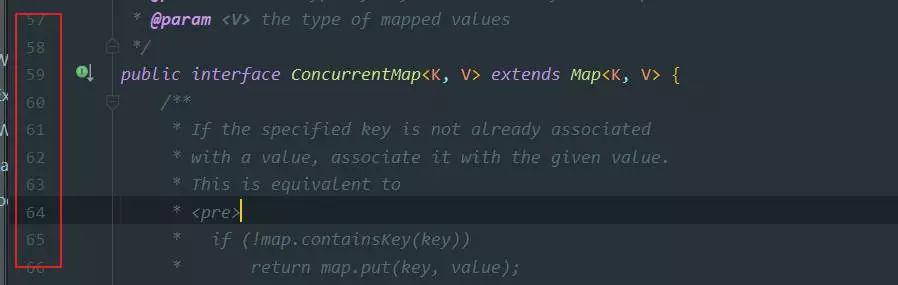 57 * @param <V> the type of mapped values
58 */
59 public interface ConcurrentMap<K, V> extends Map<K, V> {
60 /**
61 * If the specified key is not already associated
62 * with a value, associate it with the given value.
63 * This is equivalent to
64 * <pre>
65 * if (!map.containsKey(key))
66 * return map.put(key, value);